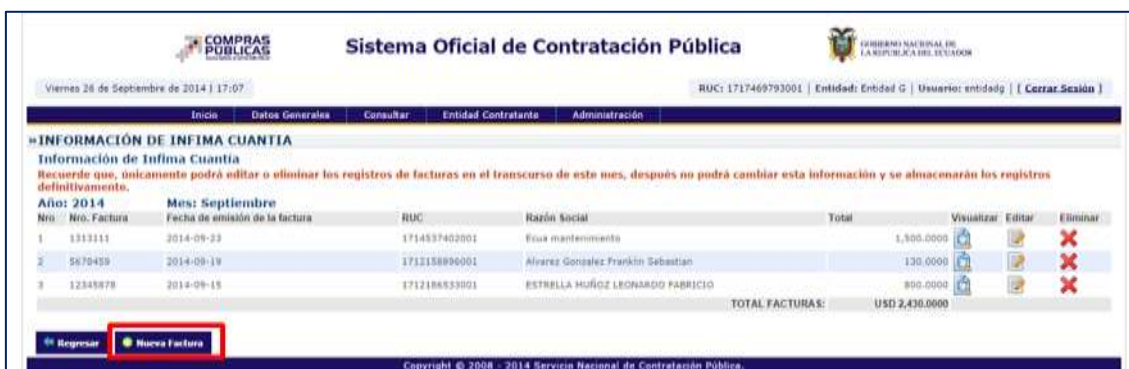 COMPRAS PÚBLICAS
Sistema Oficial de Contratación Pública
GOBIERNO NACIONAL DE
LA REPUBLICA DEL ECUADOR
Viernes 26 de Septiembre de 2014 | 17:07
RUC: 1717469793001 | Entidad: Entidad G | Usuario: entidadg | [ Cerrar Sesión ]
Inicio Datos Generales Consultar Entidad Contratante Administración
»INFORMACIÓN DE INFIMA CUANTIA
Información de Infima Cuantia
Recuerde que, únicamente podrá editar o eliminar los registros de facturas en el transcurso de este mes, después no podrá cambiar esta información y se almacenarán los registros
definitivamente.
Año: 2014 Mes: Septiembre
Nro Nro. Factura Fecha de emisión de la factura RUC Razón Social Total Visualizar Editar Eliminar
1 1313111 2014-09-23 1714537402001 Ecua mantenimiento 1,500.0000
2 5670459 2014-09-19 1712158890001 Alvarez Gonzalez Franklin Sebastian 130.0000
3 12345878 2014-09-15 1712186533001 ESTRELLA MUÑOZ LEONARDO FABRICIO 800.0000
TOTAL FACTURAS: USD 2,430.0000
Regresar Nueva Factura
Copyright © 2008 - 2014 Servicio Nacional de Contratación Pública.